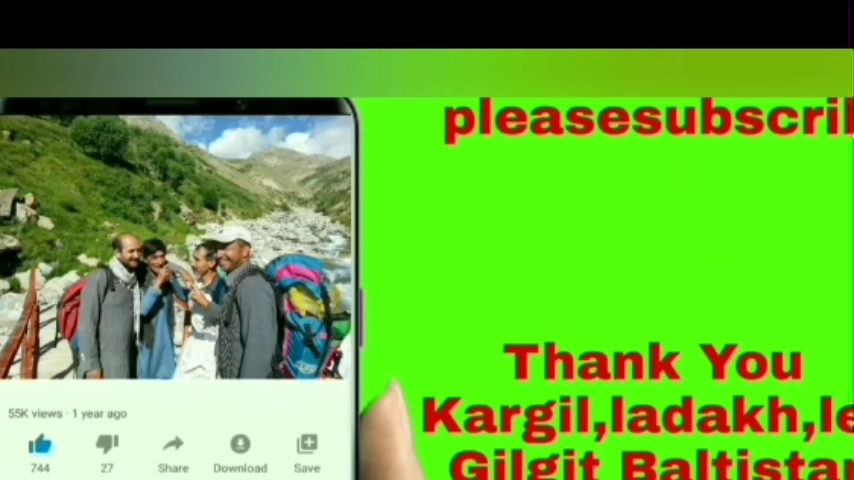 pleasesubscri
Thank You
Kargil,ladakh,le
Gilgit Baltistan
55K views · 1 year ago
744
27
Share
Download
Save